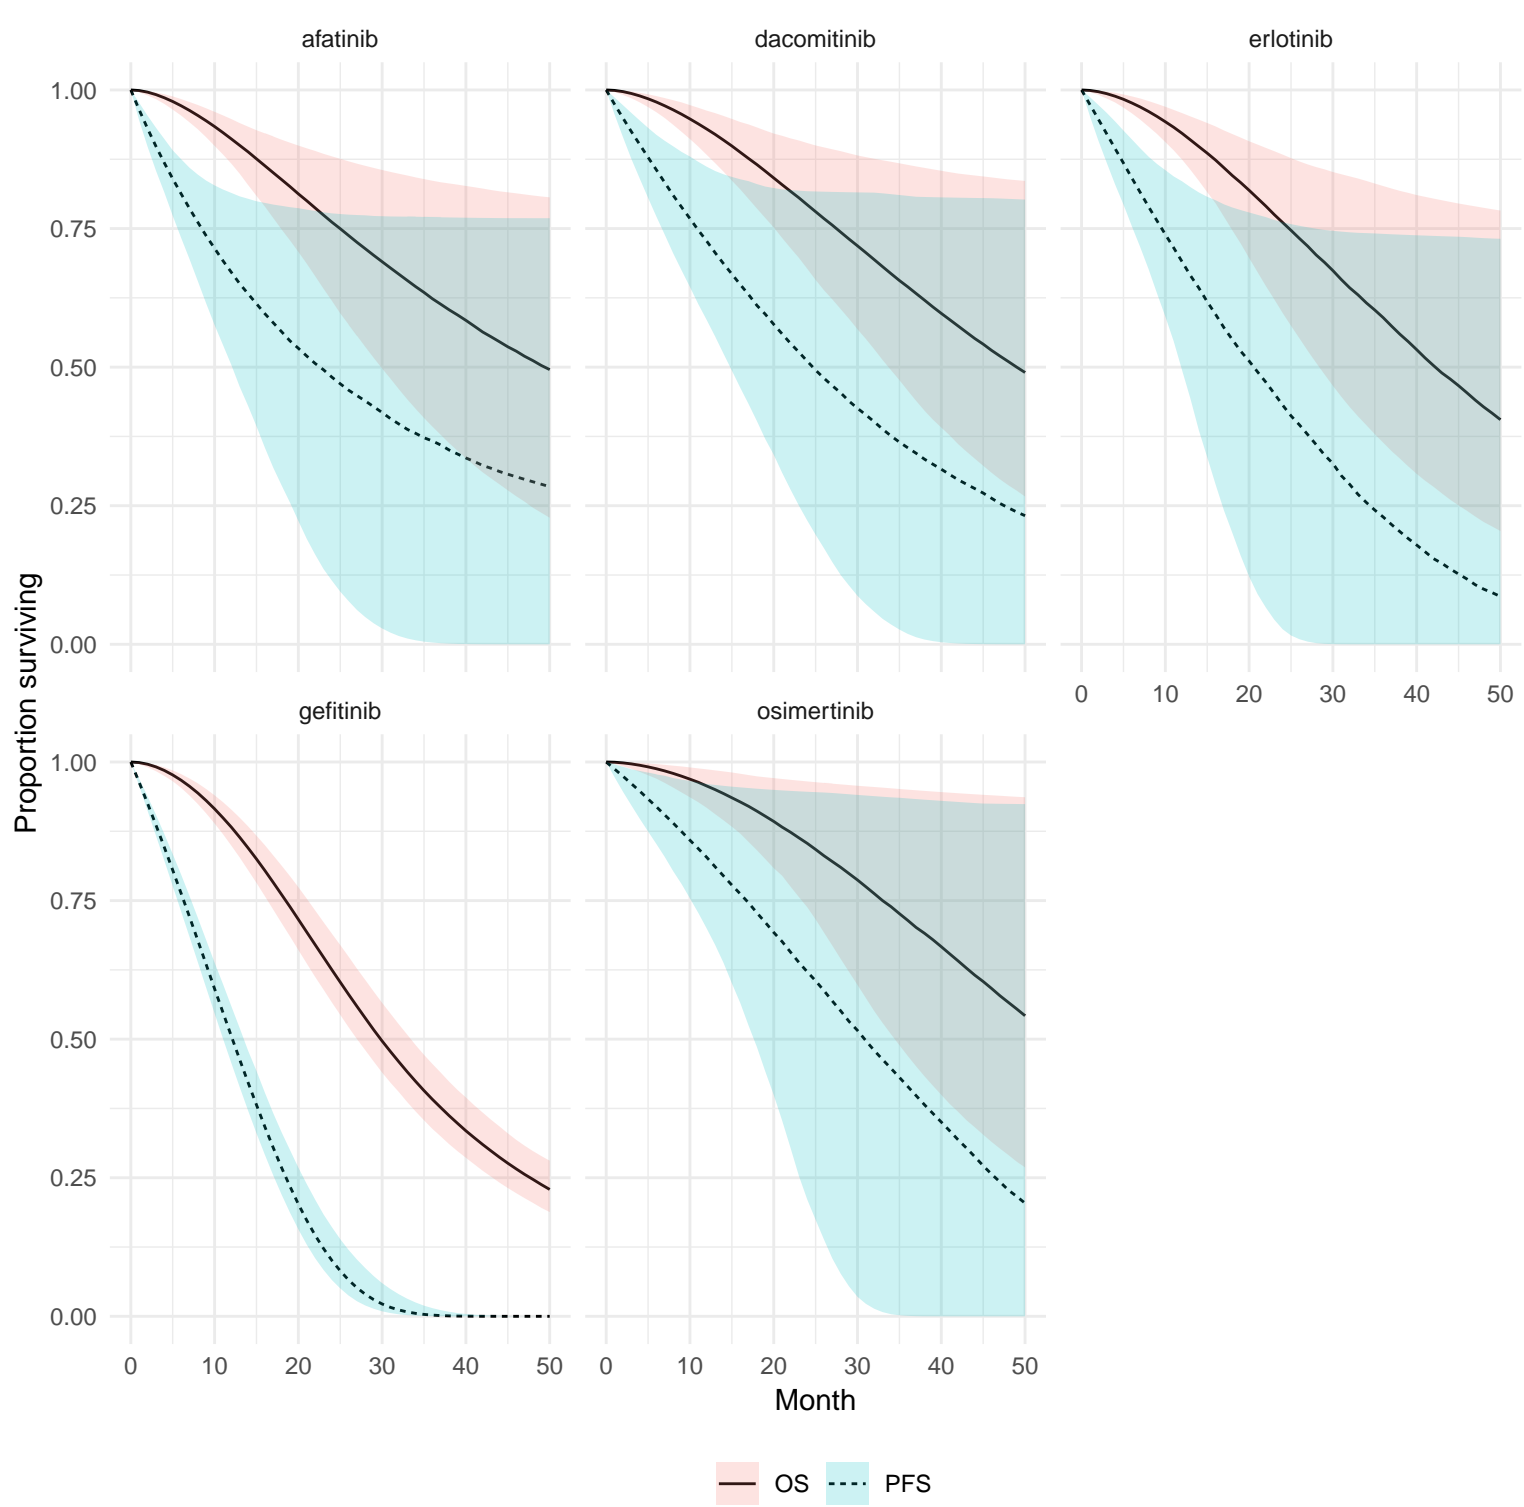 afatinib dacomitinib erlotinib
1.00
0.75
0.50
0.25
0.00
0 10 20 30 40 50
Proportion surviving
gefitinib osimertinib
1.00
0.75
0.50
0.25
0.00
0 10 20 30 40 50 0 10 20 30 40 50
Month
OS PFS